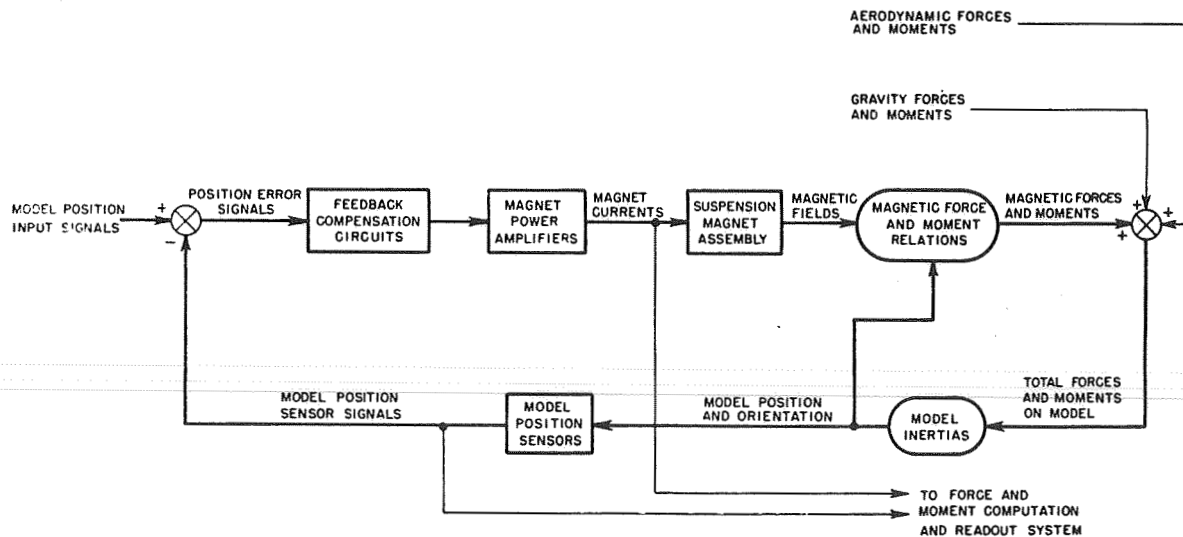 AERODYNAMIC FORCES
AND MOMENTS
GRAVITY FORCES
AND MOMENTS
MODEL POSITION
INPUT SIGNALS
+
−
POSITION ERROR
SIGNALS
FEEDBACK
COMPENSATION
CIRCUITS
MAGNET
POWER
AMPLIFIERS
MAGNET
CURRENTS
SUSPENSION
MAGNET
ASSEMBLY
MAGNETIC
FIELDS
MAGNETIC FORCE
AND MOMENT
RELATIONS
MAGNETIC FORCES
AND MOMENTS
+
+
+
MODEL POSITION
SENSOR SIGNALS
MODEL
POSITION
SENSORS
MODEL POSITION
AND ORIENTATION
MODEL
INERTIAS
TOTAL FORCES
AND MOMENTS
ON MODEL
TO FORCE AND
MOMENT COMPUTATION
AND READOUT SYSTEM